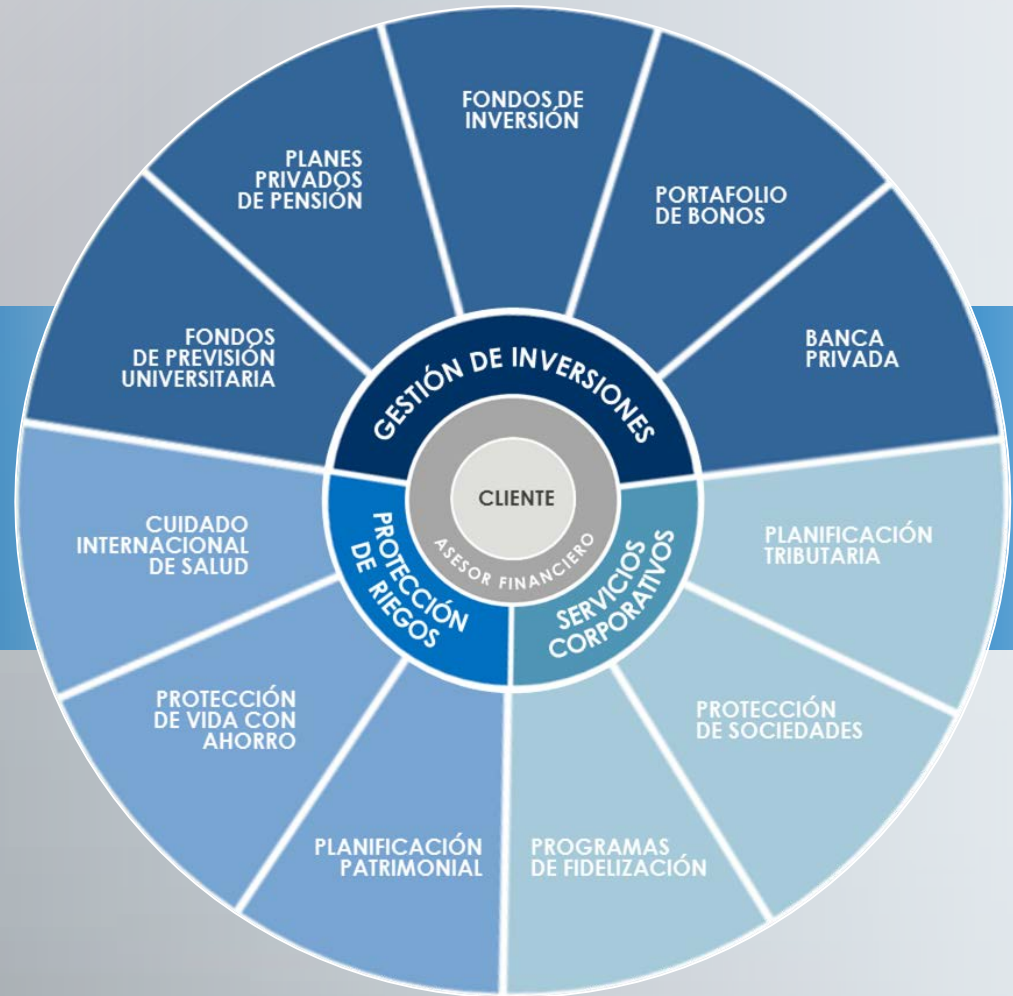 FONDOS DE
INVERSIÓN
PLANES
PRIVADOS
DE PENSIÓN
PORTAFOLIO
DE BONOS
FONDOS
DE PREVISIÓN
UNIVERSITARIA
BANCA
PRIVADA
GESTIÓN DE INVERSIONES
CLIENTE
ASESOR FINANCIERO
PROTECCIÓN
DE RIEGOS
SERVICIOS
CORPORATIVOS
CUIDADO
INTERNACIONAL
DE SALUD
PLANIFICACIÓN
TRIBUTARIA
PROTECCIÓN
DE VIDA CON
AHORRO
PROTECCIÓN
DE SOCIEDADES
PLANIFICACIÓN
PATRIMONIAL
PROGRAMAS
DE FIDELIZACIÓN